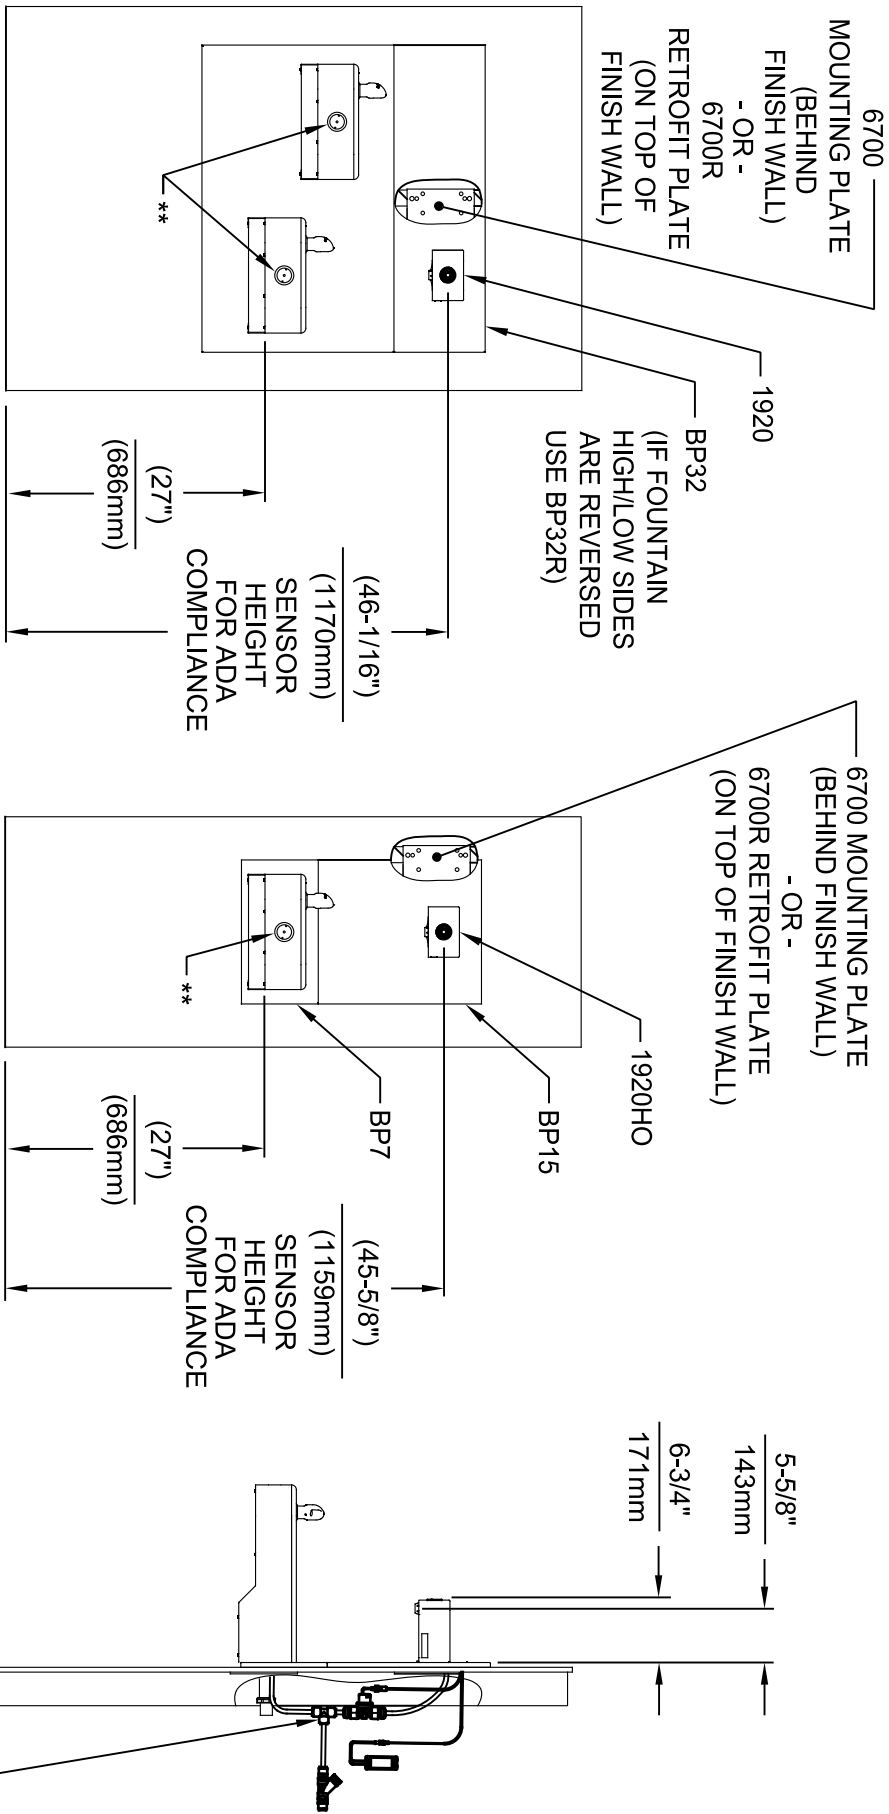 6700
MOUNTING PLATE
(BEHIND
FINISH WALL)
- OR -
6700R
RETROFIT PLATE
(ON TOP OF
FINISH WALL)
1920
BP32
(IF FOUNTAIN
HIGH/LOW SIDES
ARE REVERSED
USE BP32R)
**
(27")
(686mm)
(46-1/16")
(1170mm)
SENSOR
HEIGHT
FOR ADA
COMPLIANCE
6700 MOUNTING PLATE
(BEHIND FINISH WALL)
- OR -
6700R RETROFIT PLATE
(ON TOP OF FINISH WALL)
1920HO
BP15
BP7
**
(27")
(686mm)
(45-5/8")
(1159mm)
SENSOR
HEIGHT
FOR ADA
COMPLIANCE
5-5/8"
143mm
6-3/4"
171mm